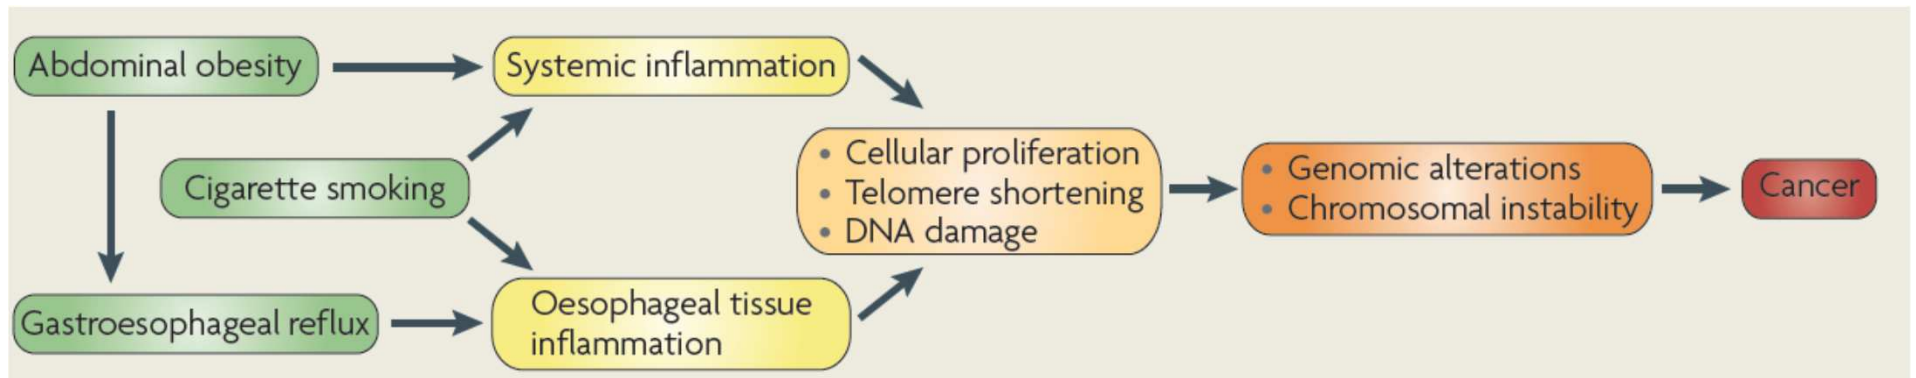 Abdominal obesity
Systemic inflammation
Cigarette smoking
Gastroesophageal reflux
Oesophageal tissue
inflammation
• Cellular proliferation
• Telomere shortening
• DNA damage
• Genomic alterations
• Chromosomal instability
Cancer